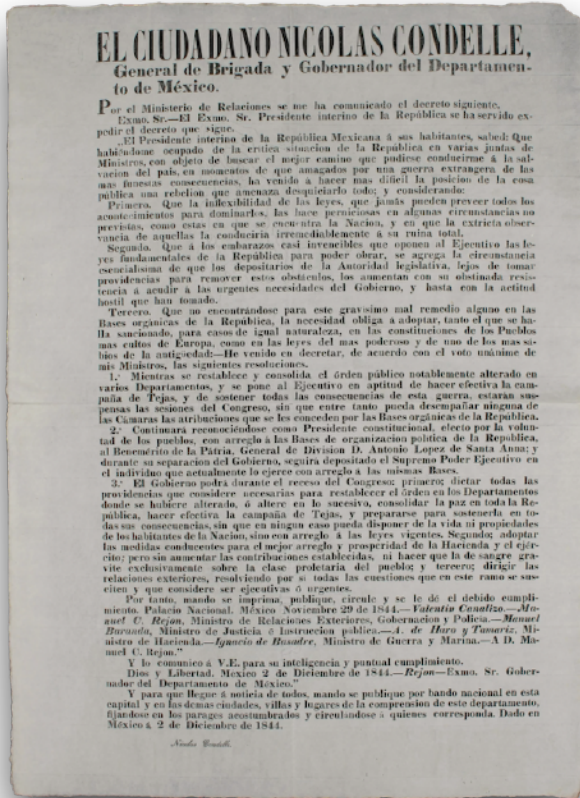 EL CIUDADANO NICOLAS CONDELLE,
General de Brigada y Gobernador del Departamen-
to de México.
Por el Ministerio de Relaciones se me ha comunicado el decreto siguiente.
Exmo. Sr.—El Exmo. Sr. Presidente interino de la República se ha servido ex-
pedir el decreto que sigue.
„El Presidente interino de la República Mexicana á sus habitantes, sabed: Que
habiéndome ocupado de la crítica situacion de la República en varias juntas de
Ministros, con objeto de buscar el mejor camino que pudiese conducirme á la sal-
vacion del pais, en momentos de que amagados por una guerra extrangera de las
mas funestas consecuencias, ha venido á hacer mas dificil la posicion de la cosa
pública una rebelion que amenaza desquiciarlo todo; y considerando:
Primero. Que la inflexibilidad de las leyes, que jamás pueden preveer todos los
acontecimientos para dominarlos, las hace perniciosas en algunas circunstancias no
previstas, como estas en que se encuentra la Nacion, y en que la extricta obser-
vancia de aquellas la conduciria irremediablemente á su ruina total.
Segundo. Que á los embarazos casi invencibles que oponen al Ejecutivo las le-
yes fundamentales de la República para poder obrar, se agrega la circunstancia
esencialisima de que los depositarios de la Autoridad legislativa, lejos de tomar
providencias para remover estos obstáculos, los aumentan con su obstinada resis-
tencia á acudir á las urgentes necesidades del Gobierno, y hasta con la actitud
hostil que han tomado.
Tercero. Que no encontrándose para este gravísimo mal remedio alguno en las
Bases orgánicas de la República, la necesidad obliga á adoptar, tanto el que se ha-
lla sancionado, para casos de igual naturaleza, en las constituciones de los Pueblos
mas cultos de Europa, como en las leyes del mas poderoso y de uno de los mas sá-
bios de la antigüedad:—He venido en decretar, de acuerdo con el voto unánime de
mis Ministros, las siguientes resoluciones.
1.ª Mientras se restablece y consolida el órden público notablemente alterado en
varios Departamentos, y se pone al Ejecutivo en aptitud de hacer efectiva la cam-
paña de Tejas, y de sostener todas las consecuencias de esta guerra, estarán sus-
pensas las sesiones del Congreso, sin que entre tanto pueda desempañar ninguna de
las Cámaras las atribuciones que se les conceden por las Bases orgánicas de la República.
2.ª Continuará reconociéndose como Presidente constitucional, electo por la volun-
tad de los pueblos, con arreglo á las Bases de organizacion política de la República,
al Benemérito de la Pátria, General de Division D. Antonio Lopez de Santa Anna; y
durante su separacion del Gobierno, seguirá depositado el Supremo Poder Ejecutivo en
el individuo que actualmente lo ejerce con arreglo á las mismas Bases.
3.ª El Gobierno podrá durante el receso del Congreso; primero; dictar todas las
providencias que considere necesarias para restablecer el órden en los Departamentos
donde se hubiere alterado, ó altere en lo sucesivo, consolidar la paz en toda la Re-
pública, hacer efectiva la campaña de Tejas, y prepararse para sostenerla en to-
das sus consecuencias, sin que en ningun caso pueda disponer de la vida ni propiedades
de los habitantes de la Nacion, sino con arreglo á las leyes vigentes. Segundo; adoptar
las medidas conducentes para el mejor arreglo y prosperidad de la Hacienda y el ejér-
cito; pero sin aumentar las contribuciones establecidas, ni hacer que la de sangre gra-
vite exclusivamente sobre la clase proletaria del pueblo; y tercero; dirigir las
relaciones exteriores, resolviendo por sí todas las cuestiones que en este ramo se sus-
citen y que considere ser ejecutivas ó urgentes.
Por tanto, mando se imprima, publique, circule y se le dé el debido cumpli-
miento. Palacio Nacional. México Noviembre 29 de 1844.—Valentin Canalizo.—Ma-
nuel C. Rejon, Ministro de Relaciones Exteriores, Gobernacion y Policía.—Manuel
Baranda, Ministro de Justicia é Instruccion pública.—A. de Haro y Tamariz, Mi-
nistro de Hacienda.—Ignacio de Basadre, Ministro de Guerra y Marina.—A D. Ma-
nuel C. Rejon."
Y lo comunico á V.E. para su inteligencia y puntual cumplimiento.
Dios y Libertad. México 2 de Diciembre de 1844.—Rejon—Exmo. Sr. Gober-
nador del Departamento de México."
Y para que llegue á noticia de todos, mando se publique por bando nacional en esta
capital y en las demas ciudades, villas y lugares de la comprension de este departamento,
fijándose en los parages acostumbrados y circulándose á quienes corresponda. Dado en
México á 2 de Diciembre de 1844.
Nicolas Condelle.